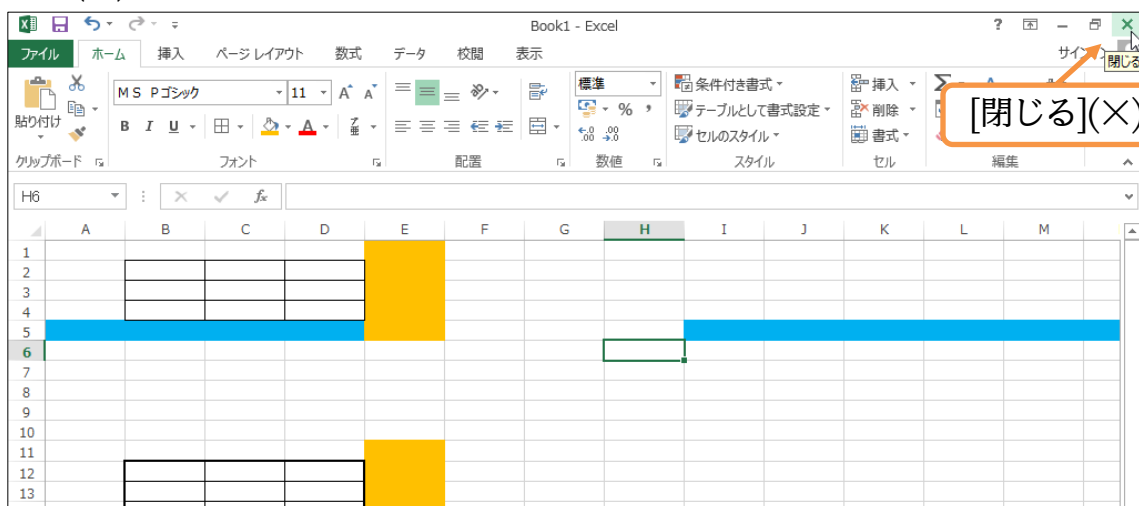 Book1 - Excel
?
ファイル ホーム 挿入 ページ レイアウト 数式 データ 校閲 表示
閉じる
貼り付け
ＭＳ Ｐゴシック 11
B I U
標準
%
条件付き書式
テーブルとして書式設定
セルのスタイル
挿入
削除
書式
[閉じる](×)
クリップボード フォント 配置 数値 スタイル セル 編集
H6
fx
A B C D E F G H I J K L M
1
2
3
4
5
6
7
8
9
10
11
12
13